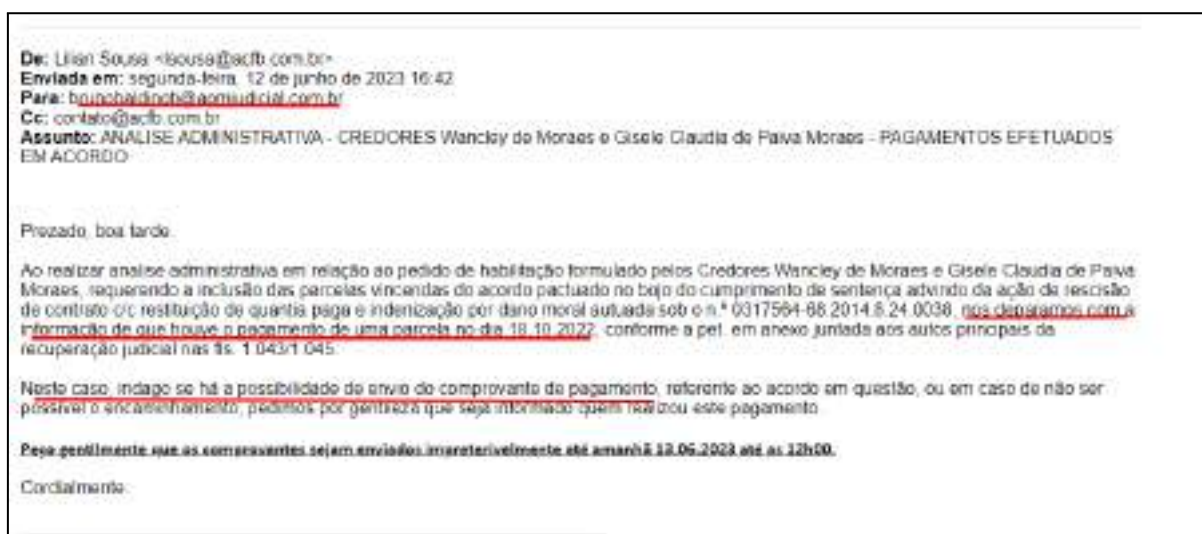 De: Lilian Sousa <lsousa@acfb.com.br>
Enviada em: segunda-feira, 12 de junho de 2023 16:42
Para:
Cc: contato@acfb.com.br
Assunto: ANALISE ADMINISTRATIVA - CREDORES Wancley de Moraes e Gisele Claudia de Paiva Moraes - PAGAMENTOS EFETUADOS
EM ACORDO
Prezado, boa tarde.
Ao realizar analise administrativa em relação ao pedido de habilitação formulado pelos Credores Wancley de Moraes e Gisele Claudia de Paiva
Moraes, requerendo a inclusão das parcelas vincendas do acordo pactuado no bojo do cumprimento de sentença advindo da ação de rescisão
de contrato c/c restituição de quantia paga e indenização por dano moral autuada sob o n.º 0317564-68.2014.8.24.0038, nos deparamos com a
informação de que houve o pagamento de uma parcela no dia 18.10.2022, conforme a pet. em anexo juntada aos autos principais da
recuperação judicial nas fls. 1.043/1.045.
Neste caso, indago se há a possibilidade de envio do comprovante de pagamento, referente ao acordo em questão, ou em caso de não ser
possível o encaminhamento, pedimos por gentileza que seja informado quem realizou este pagamento.
Peço gentilmente que os comprovantes sejam enviados impreterivelmente até amanhã 13.06.2023 até as 12h00.
Cordialmente.